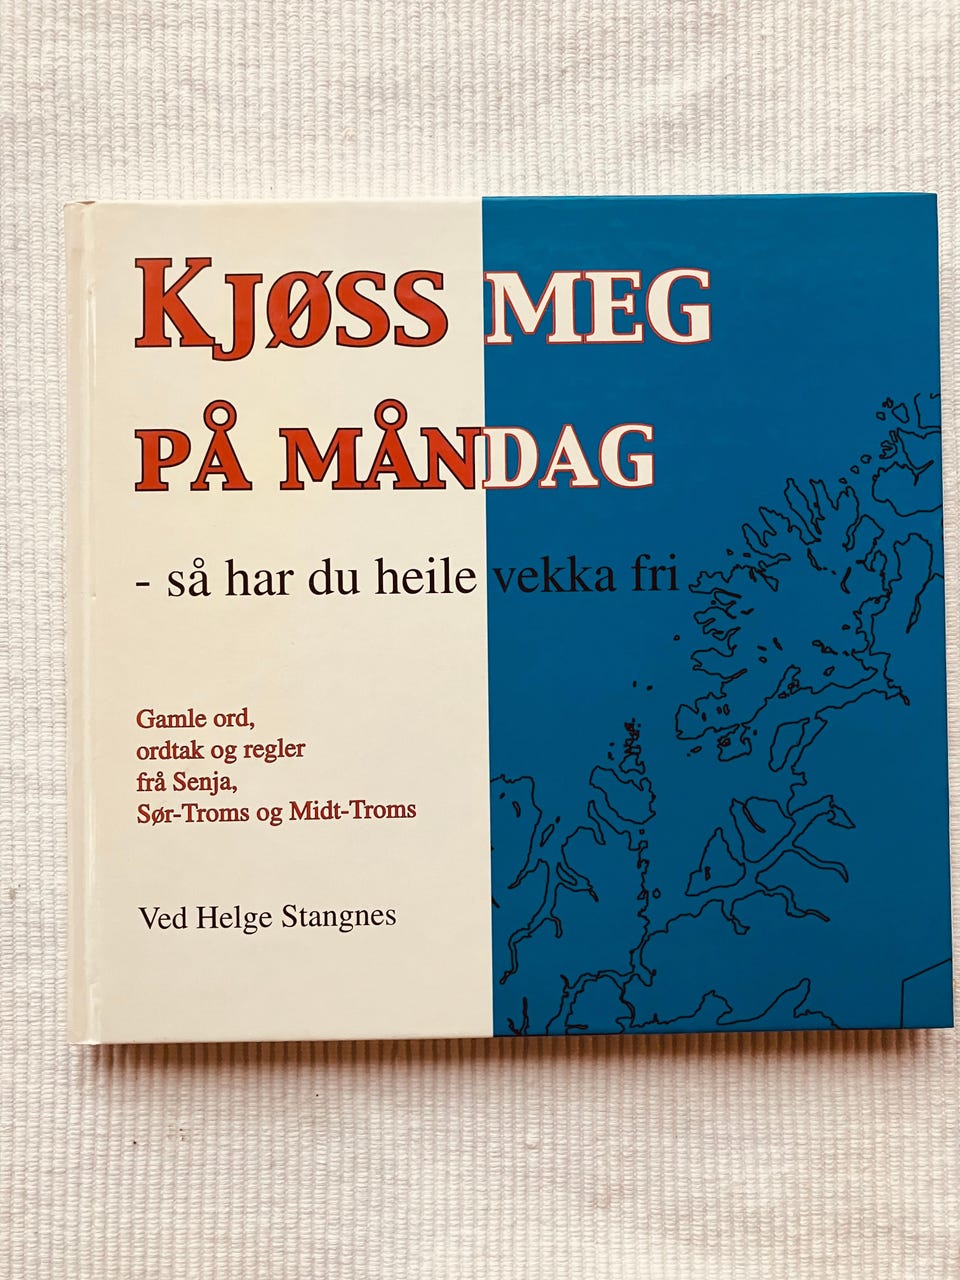 KJØSS MEG
PÅ MÅNDAG
- så har du heile vekka fri
Gamle ord,
ordtak og regler
frå Senja,
Sør-Troms og Midt-Troms
Ved Helge Stangnes